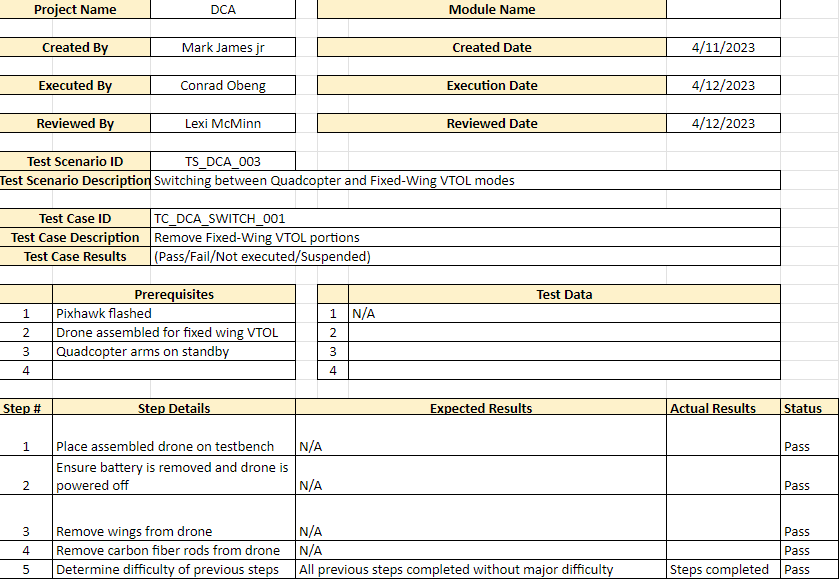 Project Name DCA Module Name
Created By Mark James jr Created Date 4/11/2023
Executed By Conrad Obeng Execution Date 4/12/2023
Reviewed By Lexi McMinn Reviewed Date 4/12/2023
Test Scenario ID TS_DCA_003
Test Scenario Description Switching between Quadcopter and Fixed-Wing VTOL modes
Test Case ID TC_DCA_SWITCH_001
Test Case Description Remove Fixed-Wing VTOL portions
Test Case Results (Pass/Fail/Not executed/Suspended)
Prerequisites Test Data
1 Pixhawk flashed 1 N/A
2 Drone assembled for fixed wing VTOL 2
3 Quadcopter arms on standby 3
4 4
Step # Step Details Expected Results Actual Results Status
1 Place assembled drone on testbench N/A Pass
Ensure battery is removed and drone is
2 powered off N/A Pass
3 Remove wings from drone N/A Pass
4 Remove carbon fiber rods from drone N/A Pass
5 Determine difficulty of previous steps All previous steps completed without major difficulty Steps completed Pass